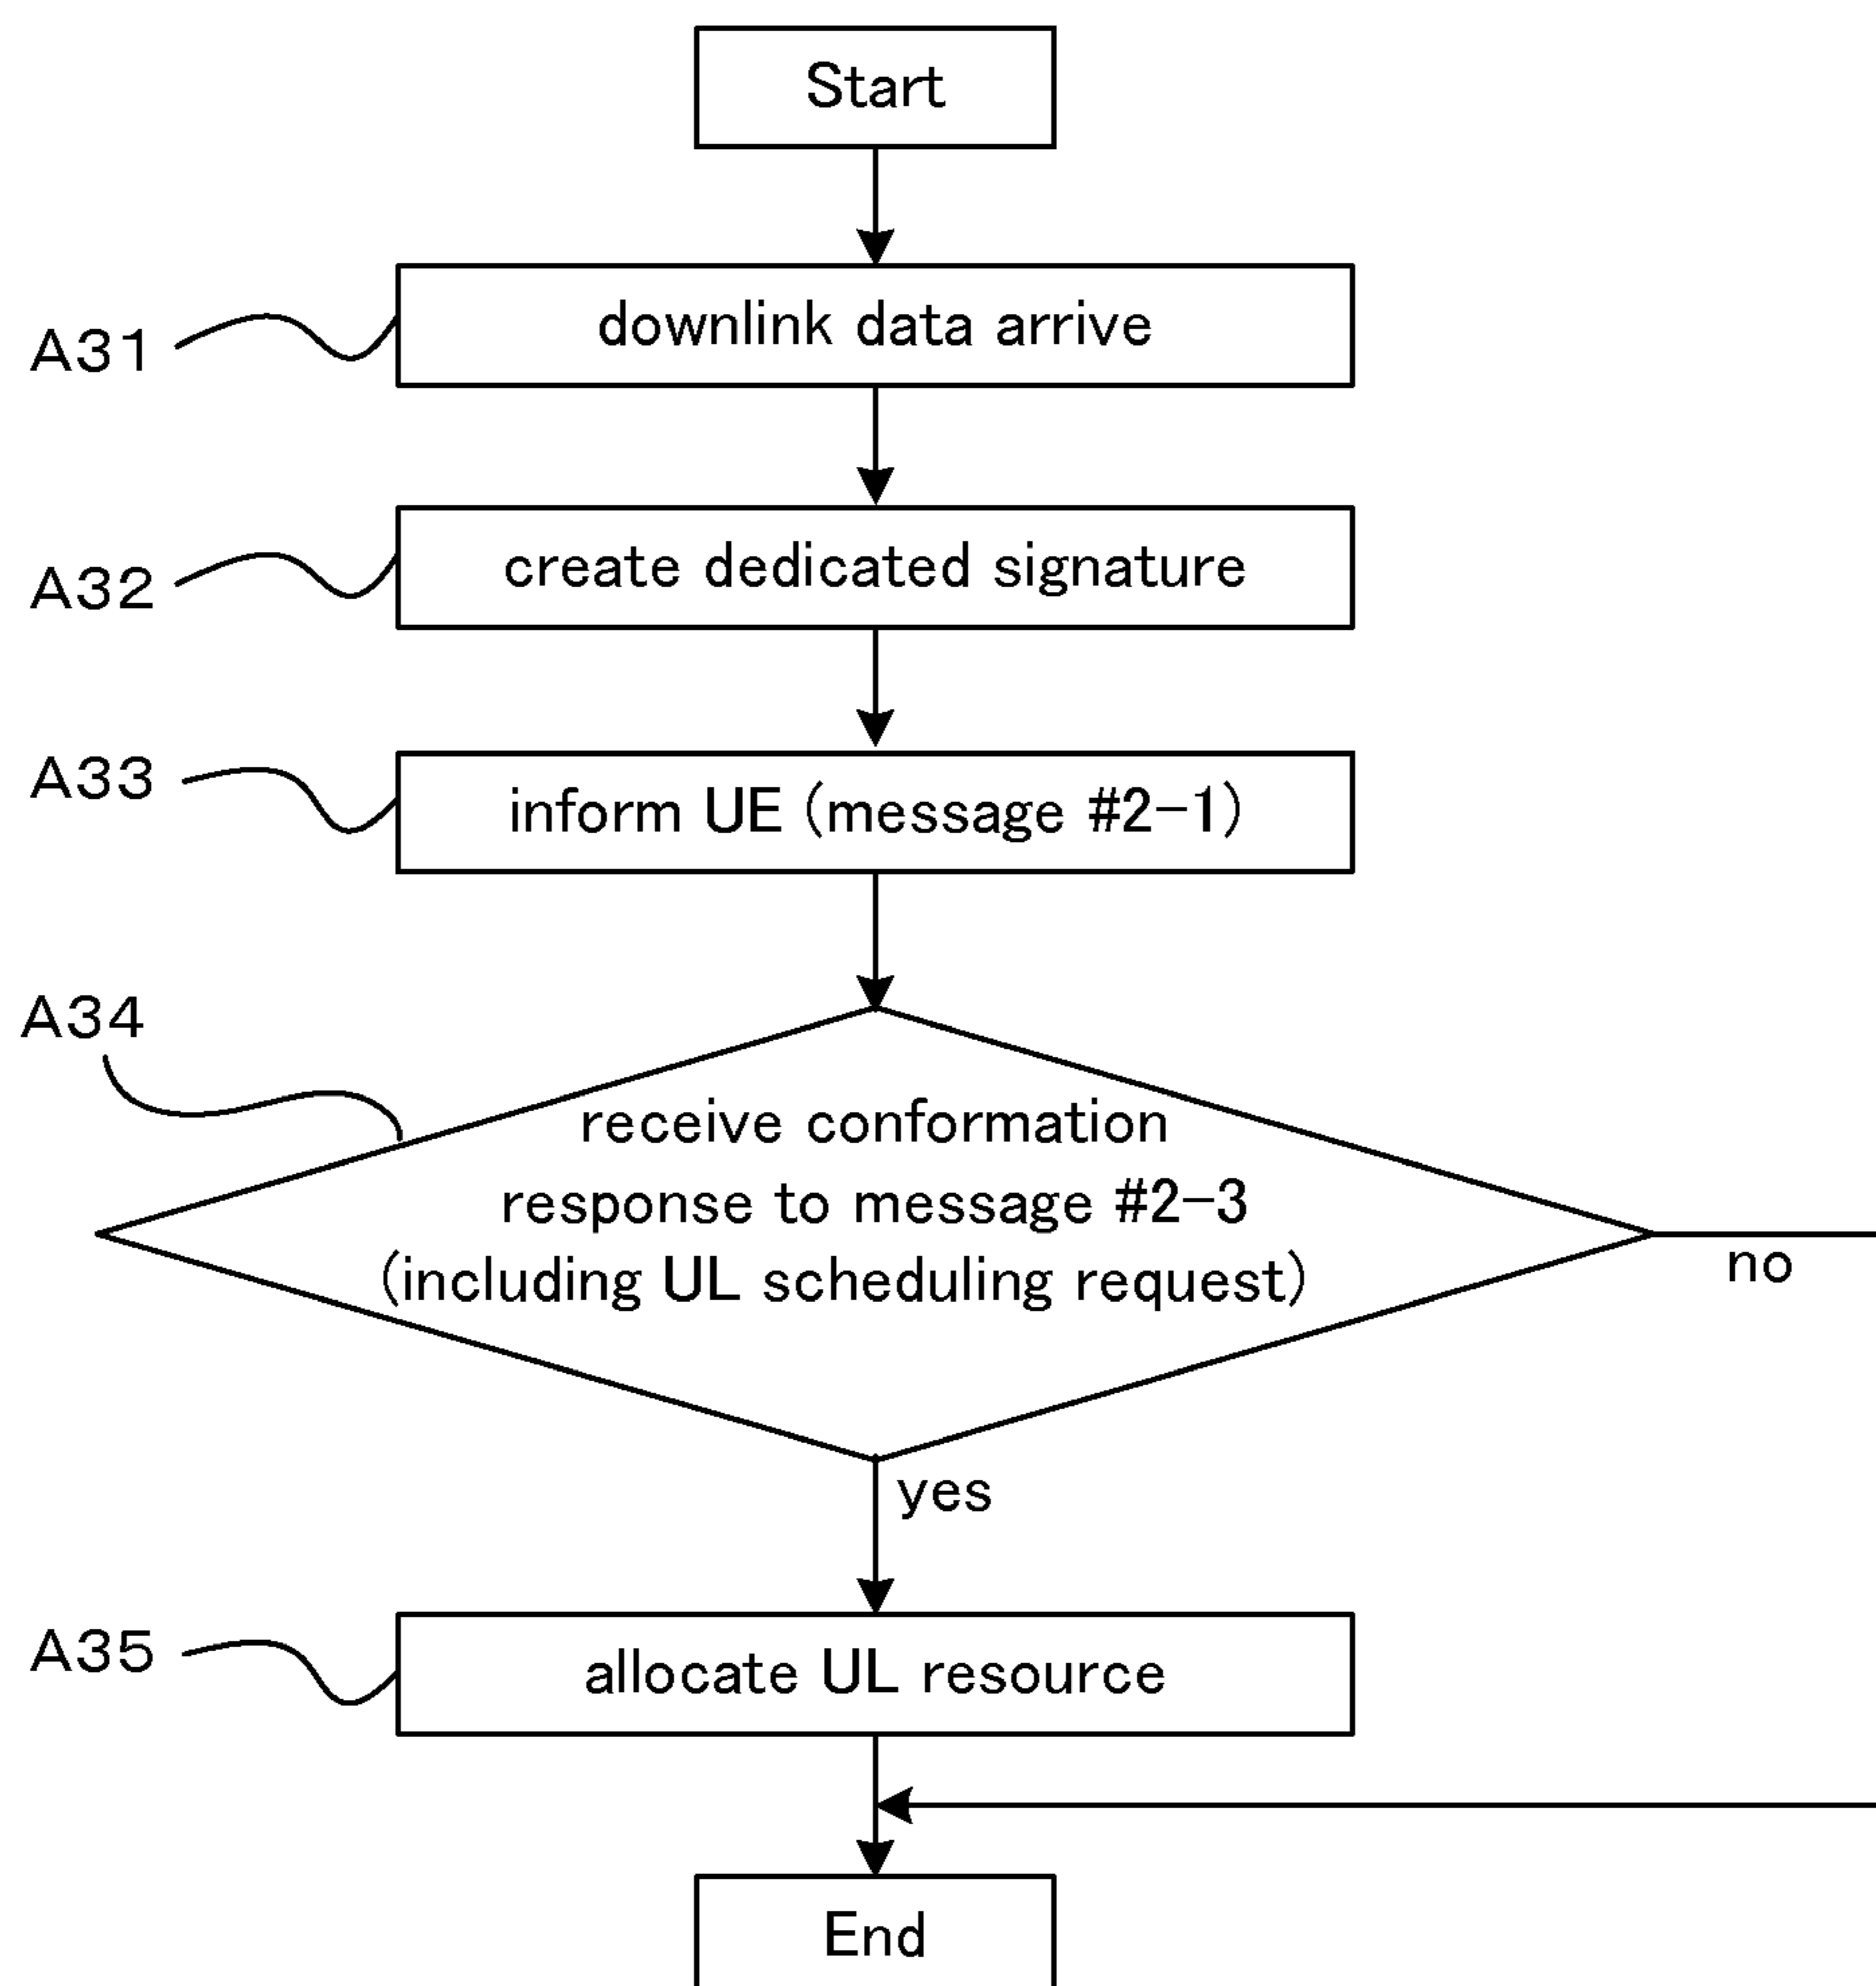 Start
A31
downlink data arrive
A32
create dedicated signature
A33
inform UE (message #2-1)
A34
receive conformation
response to message #2-3
(including UL scheduling request)
no
yes
A35
allocate UL resource
End